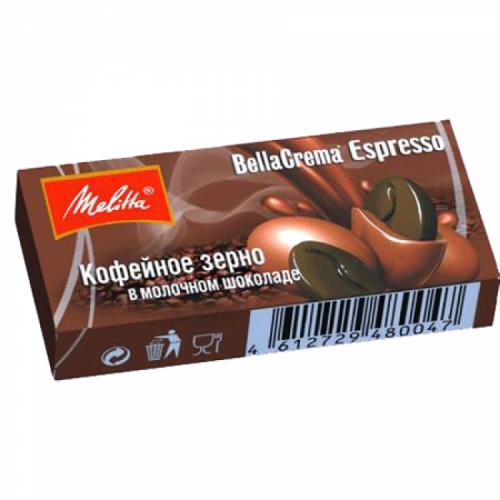 BellaCrema Espresso
Melitta®
Кофейное зерно
в молочном шоколаде
4 612729 480047